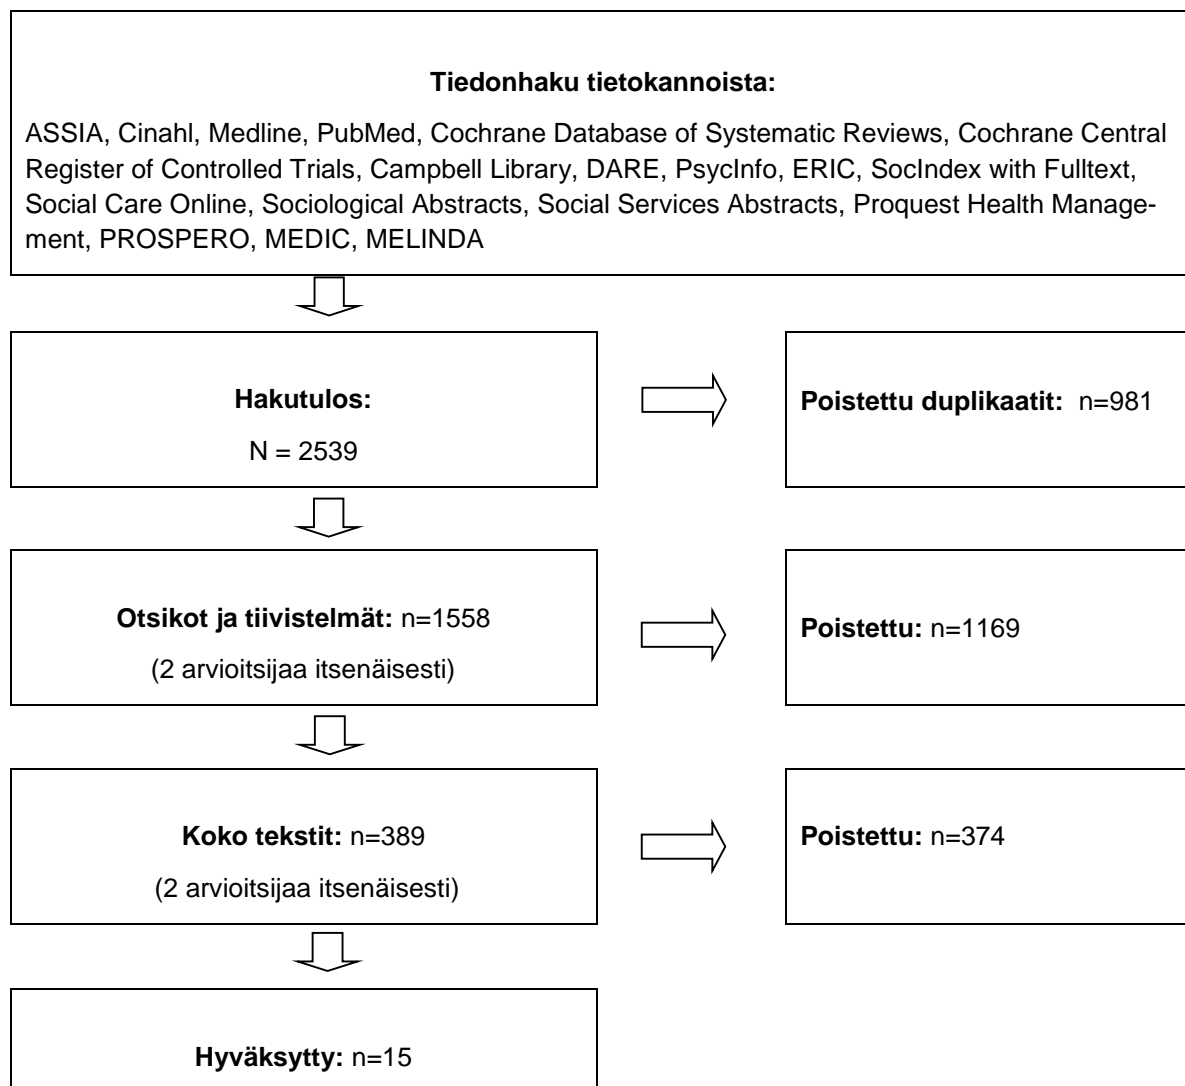 Tiedonhaku tietokannoista:
ASSIA, Cinahl, Medline, PubMed, Cochrane Database of Systematic Reviews, Cochrane Central
Register of Controlled Trials, Campbell Library, DARE, PsycInfo, ERIC, SocIndex with Fulltext,
Social Care Online, Sociological Abstracts, Social Services Abstracts, Proquest Health Manage-
ment, PROSPERO, MEDIC, MELINDA
Hakutulos:
N = 2539
Poistettu duplikaatit: n=981
Otsikot ja tiivistelmät: n=1558
(2 arvioitsijaa itsenäisesti)
Poistettu: n=1169
Koko tekstit: n=389
(2 arvioitsijaa itsenäisesti)
Poistettu: n=374
Hyväksytty: n=15